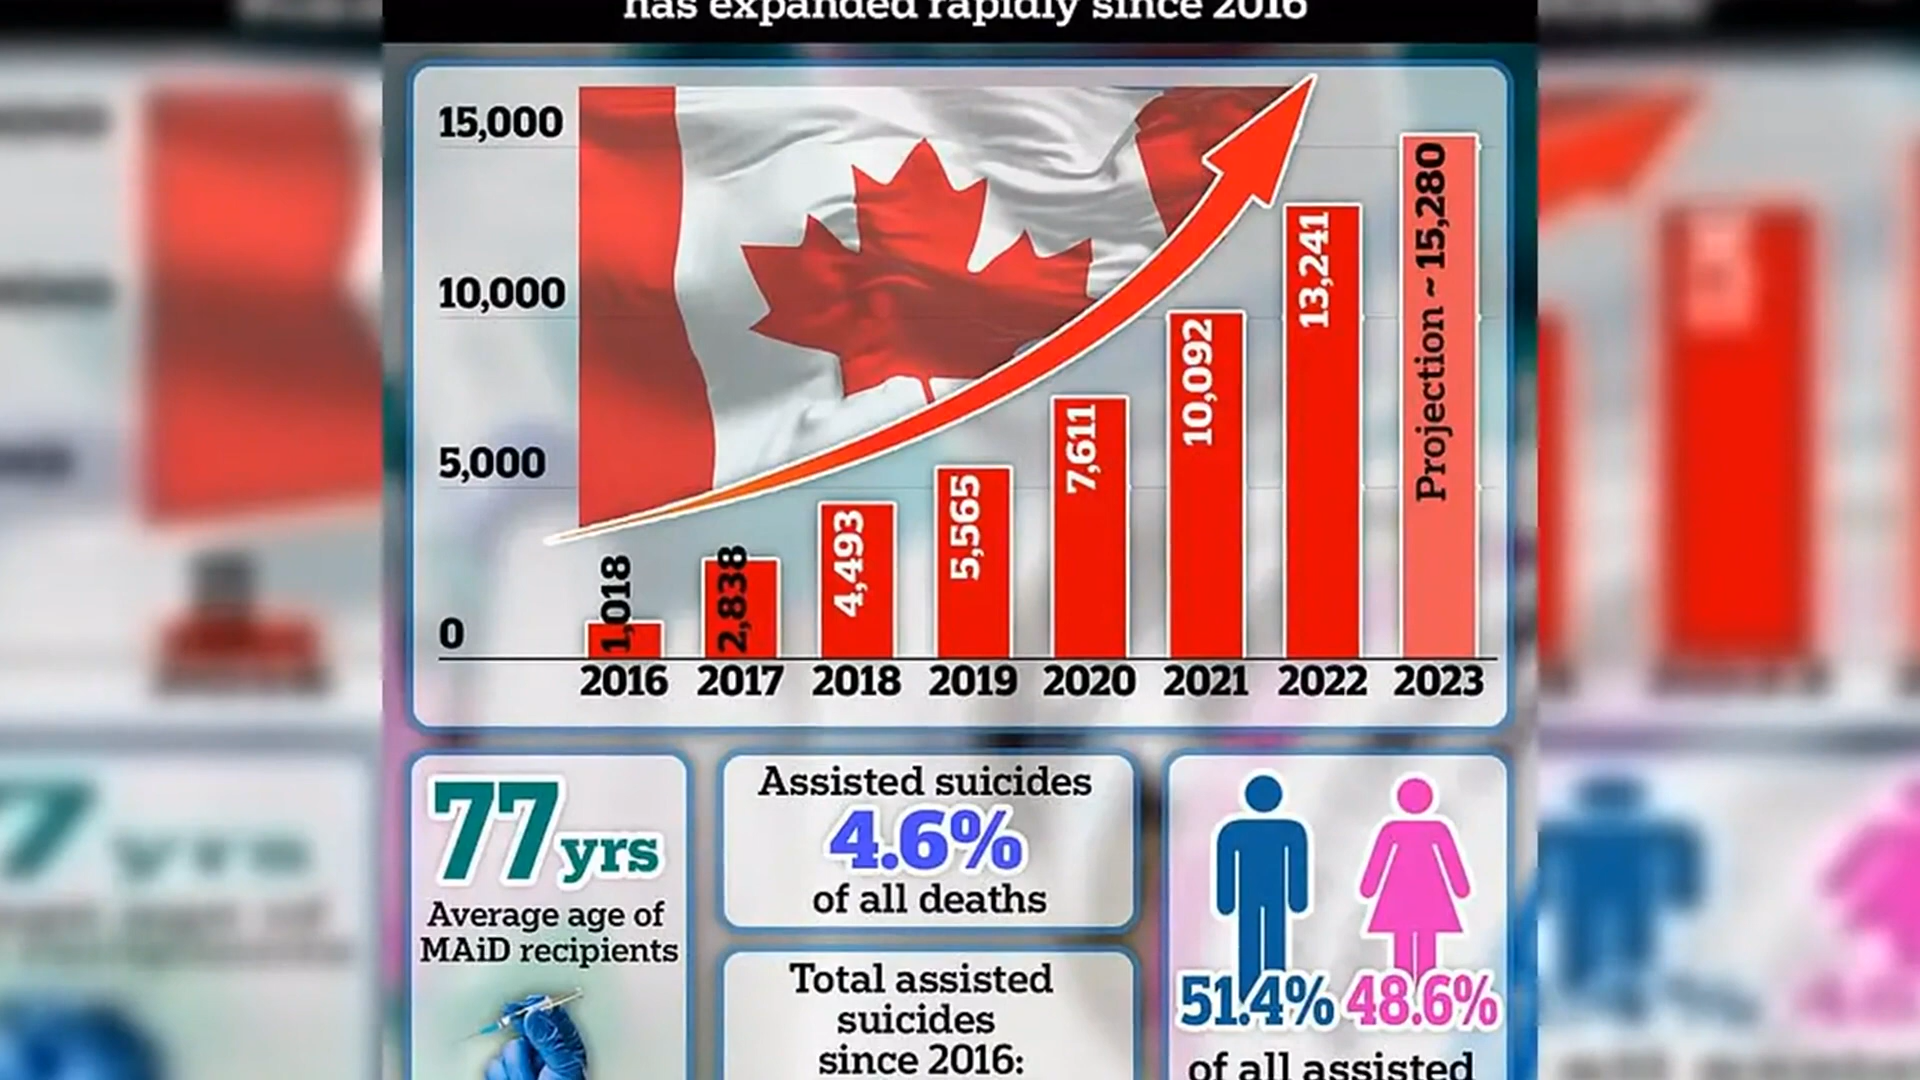 has expanded rapidly since 2016
15,000
10,000
5,000
0
1,018
2,838
4,493
5,565
7,611
10,092
13,241
Projection ~ 15,280
2016 2017 2018 2019 2020 2021 2022 2023
77 yrs
Average age of
MAiD recipients
Assisted suicides
4.6%
of all deaths
Total assisted
suicides
since 2016:
51.4% 48.6%
of all assisted